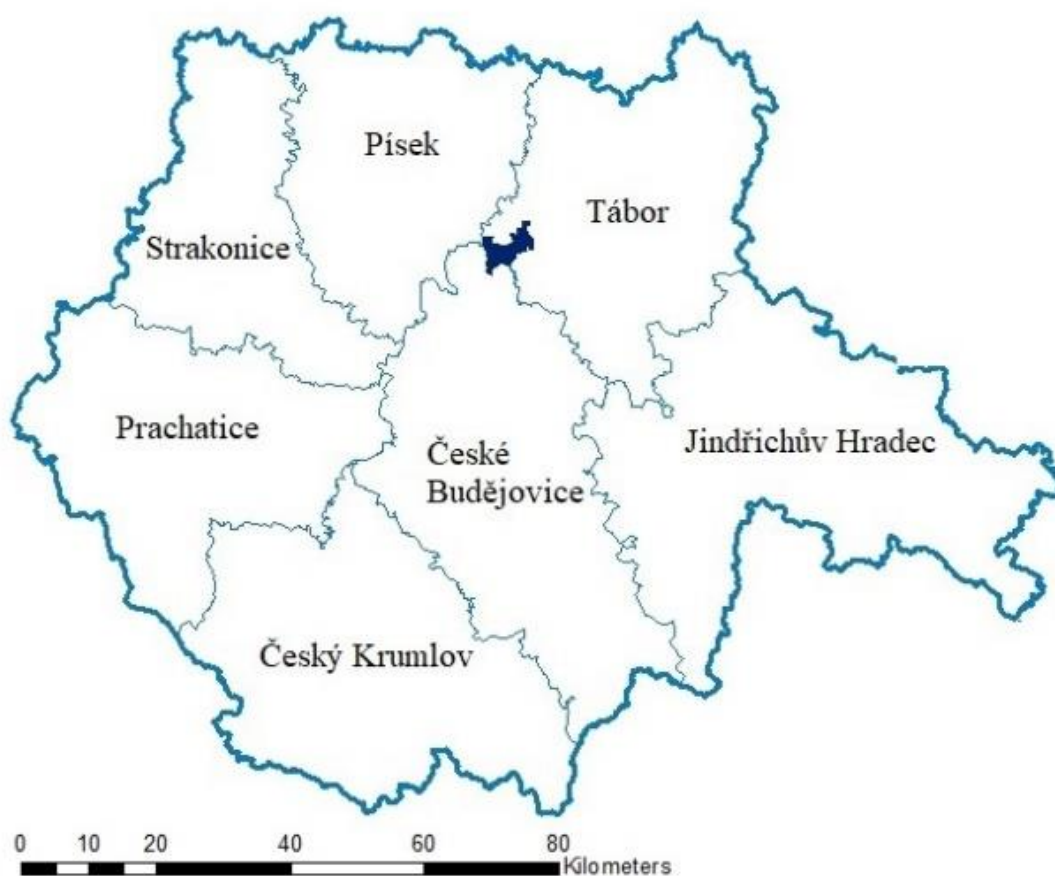 Písek
Tábor
Strakonice
Prachatice
České
Budějovice
Jindřichův Hradec
Český Krumlov
0 10 20 40 60 80
Kilometers